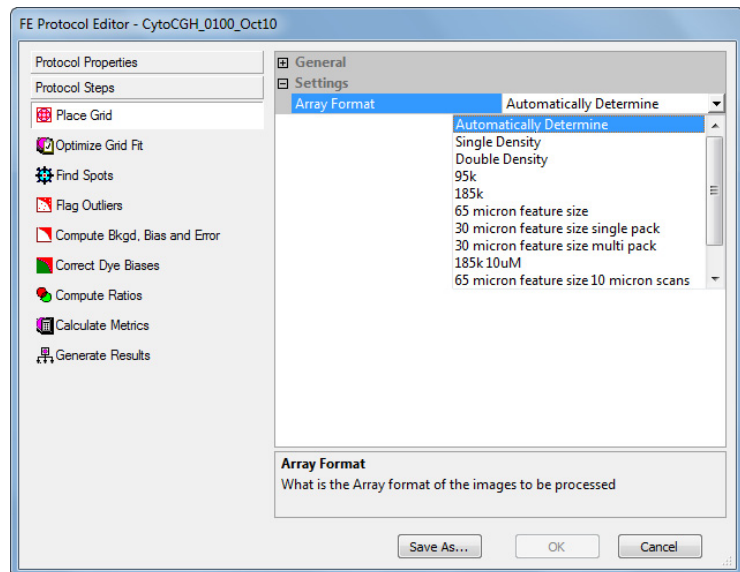 FE Protocol Editor - CytoCGH_0100_Oct10
Protocol Properties
Protocol Steps
Place Grid
Optimize Grid Fit
Find Spots
Flag Outliers
Compute Bkgd, Bias and Error
Correct Dye Biases
Compute Ratios
Calculate Metrics
Generate Results
General
Settings
Array Format Automatically Determine
Automatically Determine
Single Density
Double Density
95k
185k
65 micron feature size
30 micron feature size single pack
30 micron feature size multi pack
185k 10uM
65 micron feature size 10 micron scans
Array Format
What is the Array format of the images to be processed
Save As... OK Cancel